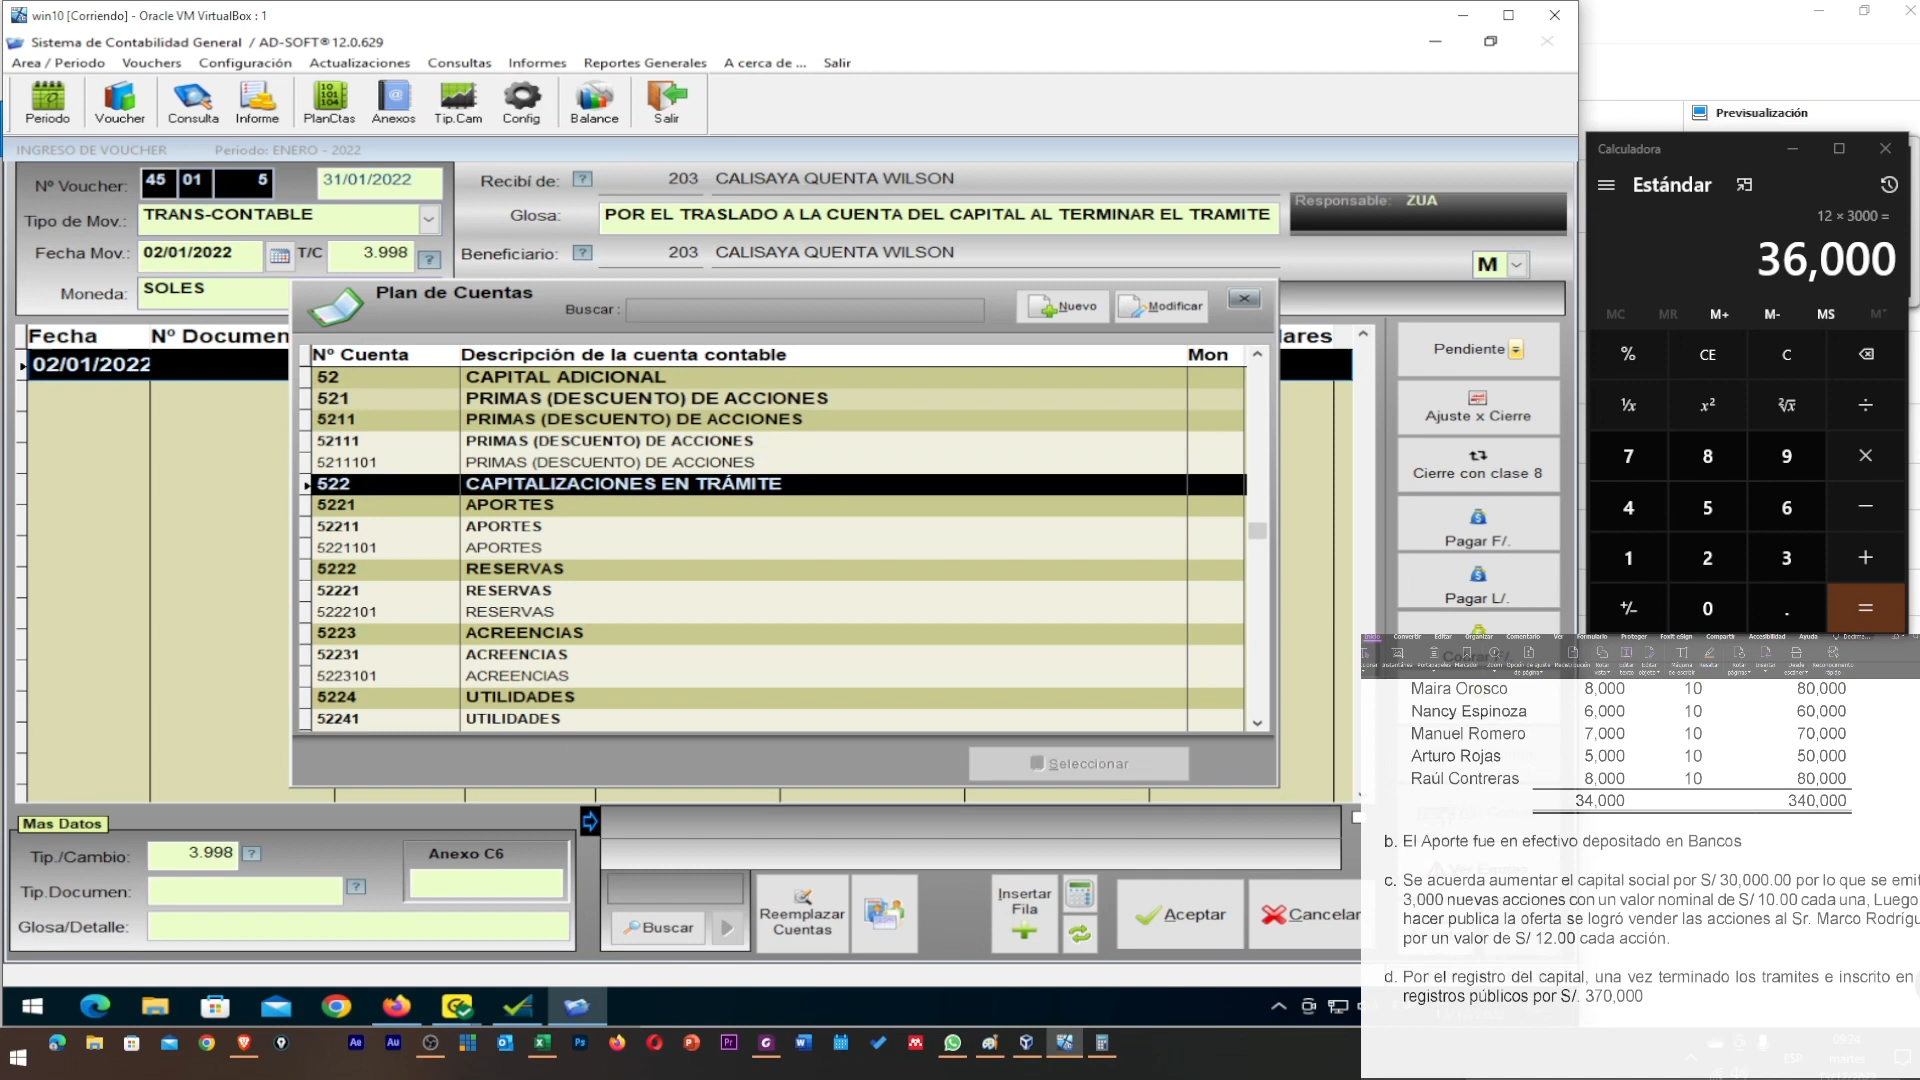 win10 [Corriendo] - Oracle VM VirtualBox : 1
Sistema de Contabilidad General / AD-SOFT® 12.0.629
Area / Periodo Vouchers Configuración Actualizaciones Consultas Informes Reportes Generales A cerca de ... Salir
Periodo Voucher Consulta Informe PlanCtas Anexos Tip.Cam Config Balance Salir
INGRESO DE VOUCHER Periodo: ENERO - 2022
Nº Voucher: 45 01 5 31/01/2022
Tipo de Mov.: TRANS-CONTABLE
Fecha Mov.: 02/01/2022 T/C 3.998 ?
Moneda: SOLES
Recibí de: ? 203 CALISAYA QUENTA WILSON
Glosa: POR EL TRASLADO A LA CUENTA DEL CAPITAL AL TERMINAR EL TRAMITE
Beneficiario: ? 203 CALISAYA QUENTA WILSON
Responsable: ZUA
M
Plan de Cuentas
Buscar :
Nuevo Modificar
Fecha Nº Documen
02/01/2022
lares
Nº Cuenta Descripción de la cuenta contable Mon
52 CAPITAL ADICIONAL
521 PRIMAS (DESCUENTO) DE ACCIONES
5211 PRIMAS (DESCUENTO) DE ACCIONES
52111 PRIMAS (DESCUENTO) DE ACCIONES
5211101 PRIMAS (DESCUENTO) DE ACCIONES
522 CAPITALIZACIONES EN TRÁMITE
5221 APORTES
52211 APORTES
5221101 APORTES
5222 RESERVAS
52221 RESERVAS
5222101 RESERVAS
5223 ACREENCIAS
52231 ACREENCIAS
5223101 ACREENCIAS
5224 UTILIDADES
52241 UTILIDADES
Seleccionar
Pendiente
Ajuste x Cierre
Cierre con clase 8
Pagar F/.
Pagar L/.
Mas Datos
Tip./Cambio: 3.998 ?
Tip.Documen: ?
Glosa/Detalle:
Anexo C6
Buscar
Reemplazar
Cuentas
Insertar
Fila
Aceptar
Cancelar
Previsualización
Calculadora
Estándar
12 × 3000 =
36,000
MC MR M+ M- MS
% CE C
⅟x x² ²√x ÷
7 8 9 ×
4 5 6 −
1 2 3 +
+/− 0 . =
Inicio Convertir Editar Organizar Comentario Ver Formulario Proteger Foxit eSign Compartir Accesibilidad Ayuda
Maira Orosco 8,000 10 80,000
Nancy Espinoza 6,000 10 60,000
Manuel Romero 7,000 10 70,000
Arturo Rojas 5,000 10 50,000
Raúl Contreras 8,000 10 80,000
34,000 340,000
b. El Aporte fue en efectivo depositado en Bancos
c. Se acuerda aumentar el capital social por S/ 30,000.00 por lo que se emit
3,000 nuevas acciones con un valor nominal de S/ 10.00 cada una, Luego
hacer publica la oferta se logró vender las acciones al Sr. Marco Rodrígu
por un valor de S/ 12.00 cada acción.
d. Por el registro del capital, una vez terminado los tramites e inscrito en
registros públicos por S/. 370,000